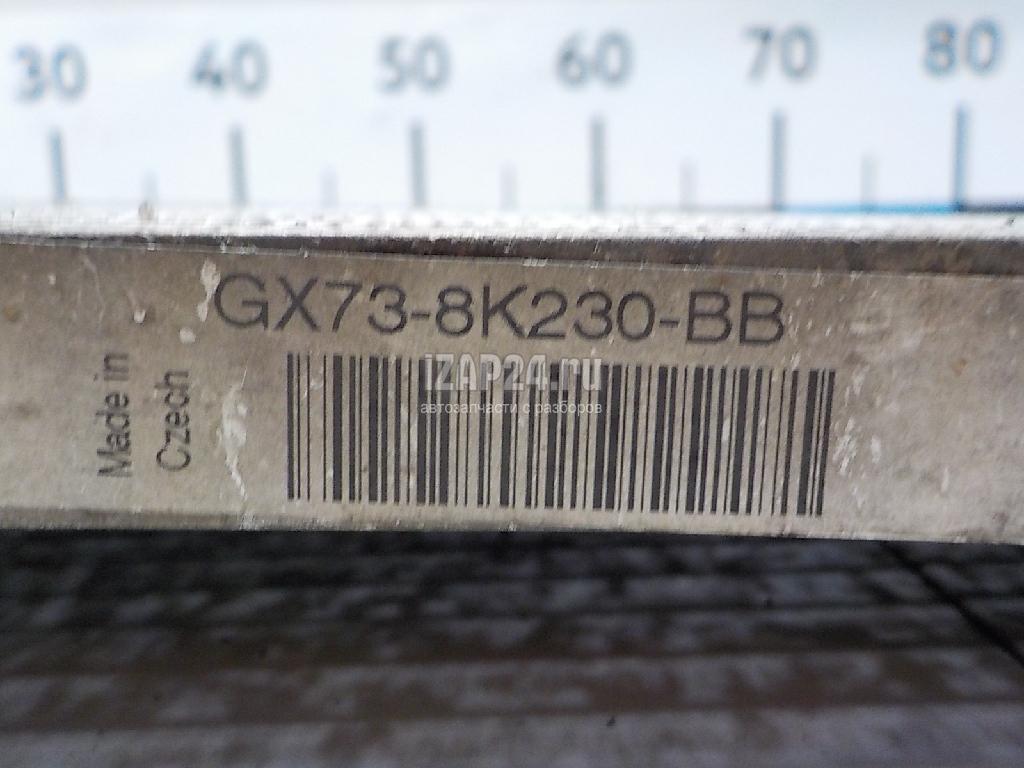 30 40 50 60 70 80
GX73-8K230-BB
Made in
Czech
iZAP24.ru
автозапчасти с разборов